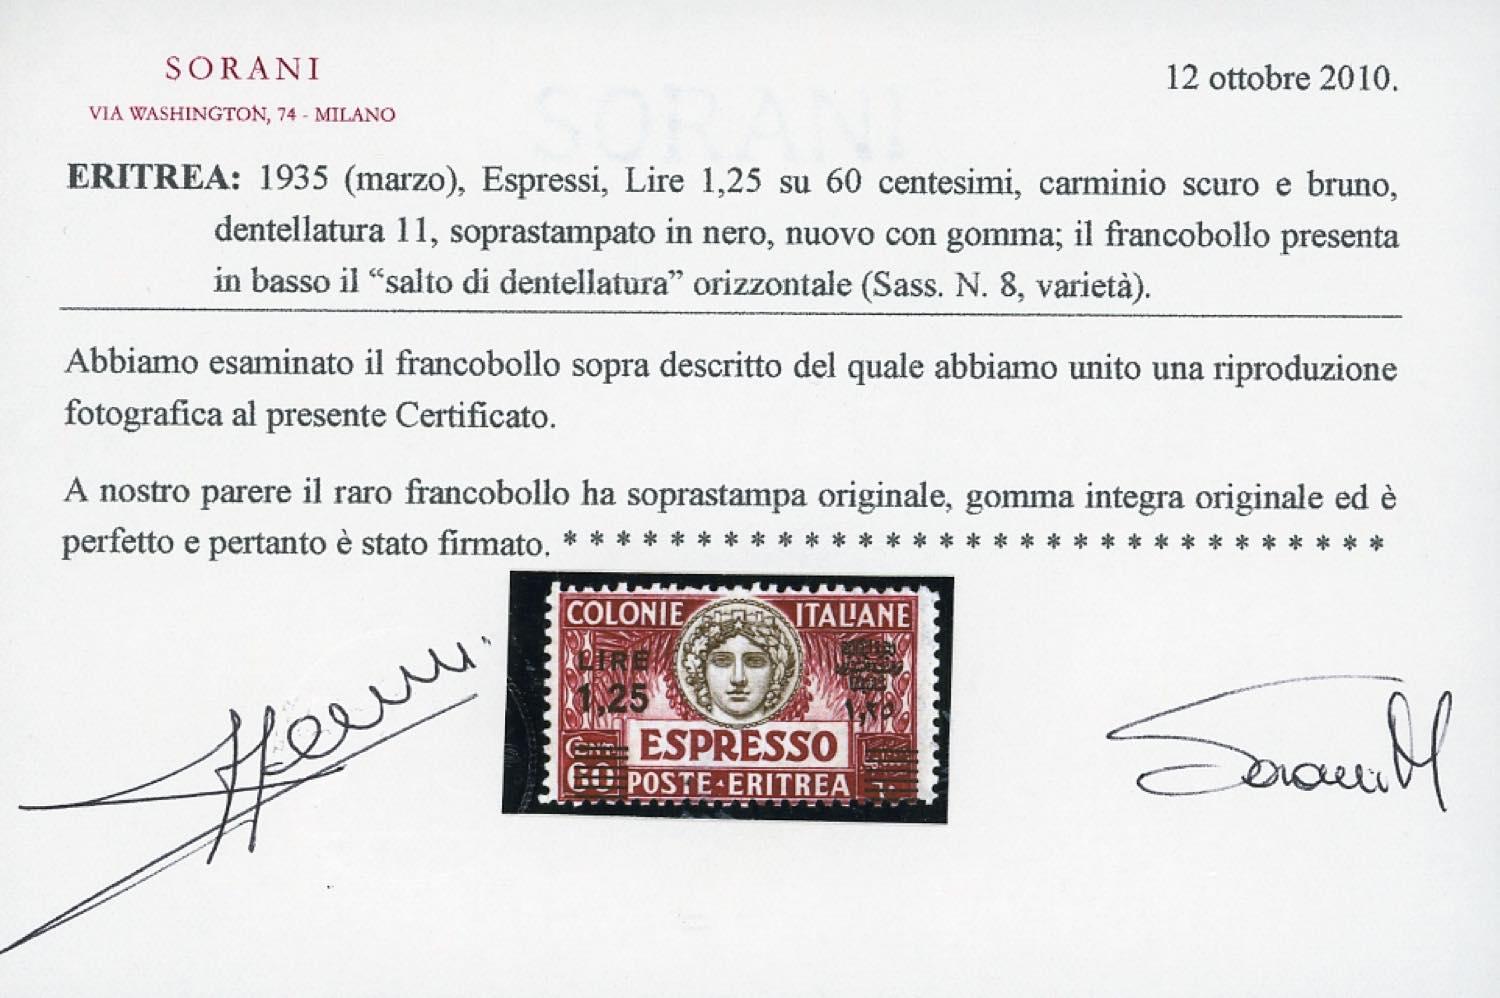 SORANI
VIA WASHINGTON, 74 - MILANO
12 ottobre 2010.
SORANI
ERITREA: 1935 (marzo), Espressi, Lire 1,25 su 60 centesimi, carminio scuro e bruno,
dentellatura 11, soprastampato in nero, nuovo con gomma; il francobollo presenta
in basso il “salto di dentellatura” orizzontale (Sass. N. 8, varietà).
Abbiamo esaminato il francobollo sopra descritto del quale abbiamo unito una riproduzione
fotografica al presente Certificato.
A nostro parere il raro francobollo ha soprastampa originale, gomma integra originale ed è
perfetto e pertanto è stato firmato. * * * * * * * * * * * * * * * * * * * * * * * * * * * * * * *
COLONIE ITALIANE
LIRE
1,25
١,٢٥
ESPRESSO
60
POSTE·ERITREA